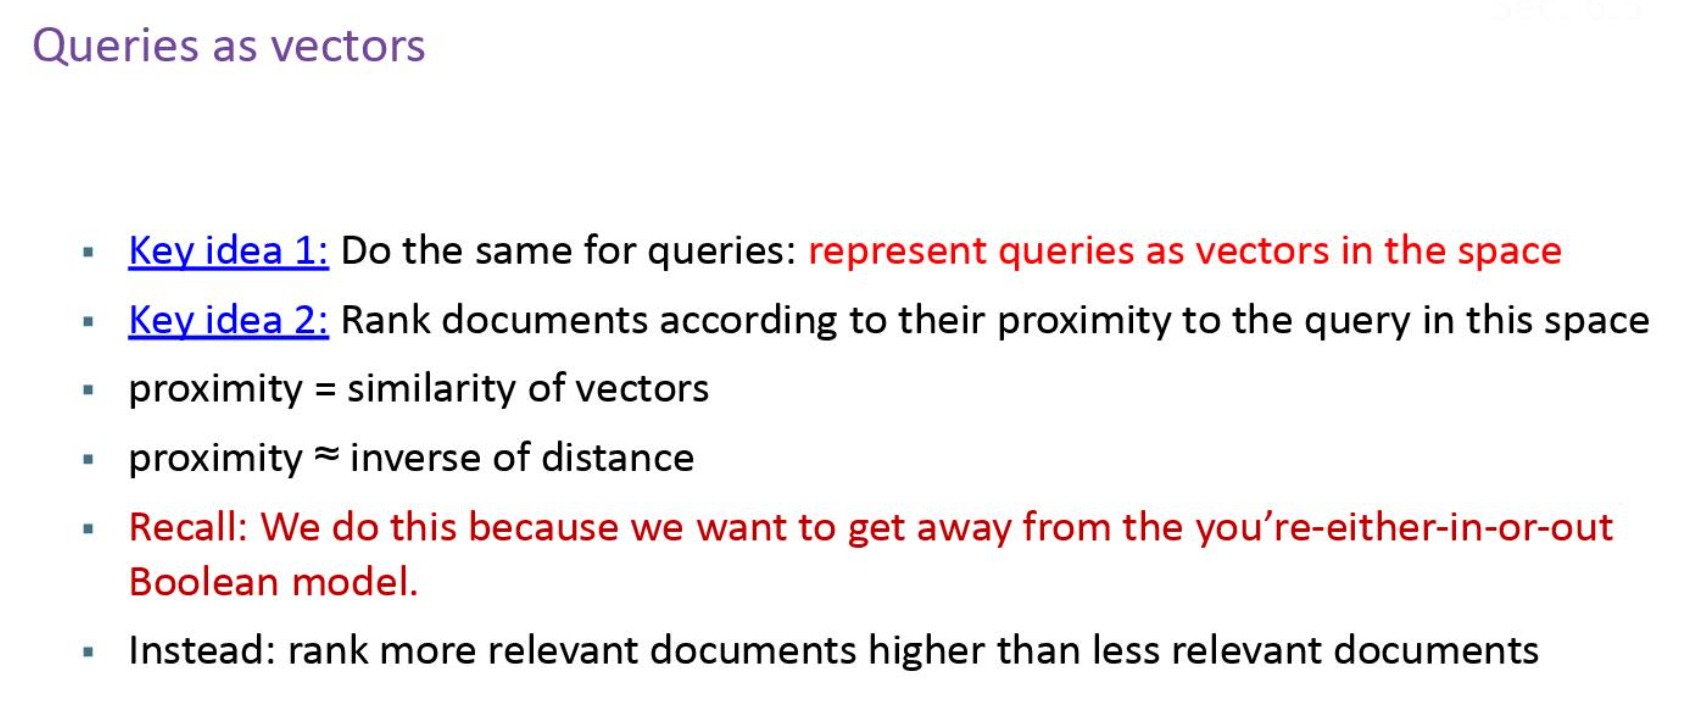 Queries as vectors
▪ Key idea 1: Do the same for queries: represent queries as vectors in the space
▪ Key idea 2: Rank documents according to their proximity to the query in this space
▪ proximity = similarity of vectors
▪ proximity ≈ inverse of distance
▪ Recall: We do this because we want to get away from the you’re-either-in-or-out
Boolean model.
▪ Instead: rank more relevant documents higher than less relevant documents